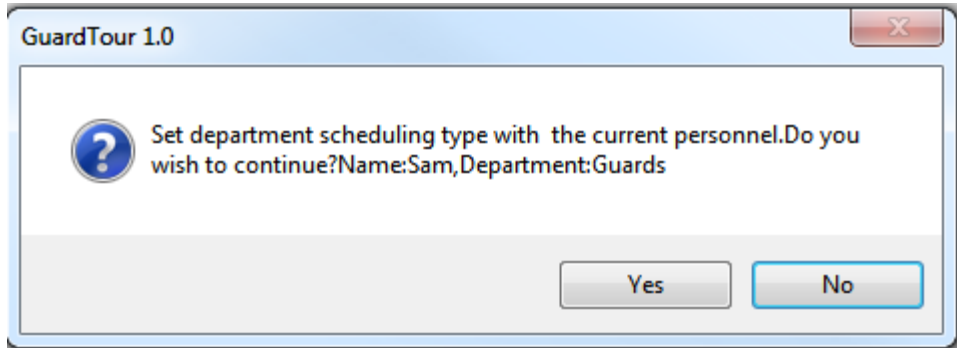 GuardTour 1.0
Set department scheduling type with  the current personnel.Do you
wish to continue?Name:Sam,Department:Guards
Yes
No